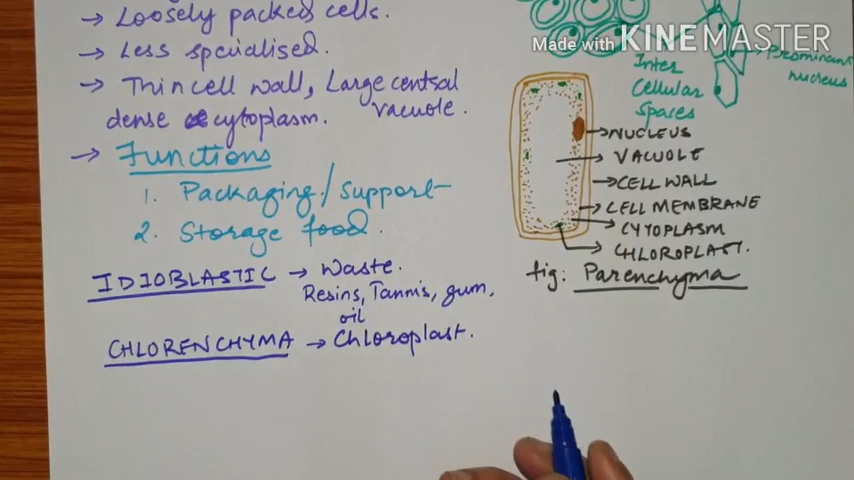 → Loosely packed cells.
→ Less spcialised.
→ Thin cell wall, Large central
dense cytoplasm. Vacuole.
→ Functions
1. Packaging / Support
2. Storage food.
IDIOBLASTIC → Waste.
Resins, Tannis, gum,
oil
CHLORENCHYMA → Chloroplast.
Made with KINEMASTER
Inter
Cellular
Spaces
Prominant
nucleus
NUCLEUS
VACUOLE
CELL WALL
CELL MEMBRANE
CYTOPLASM
CHLOROPLAST.
fig: Parenchyma